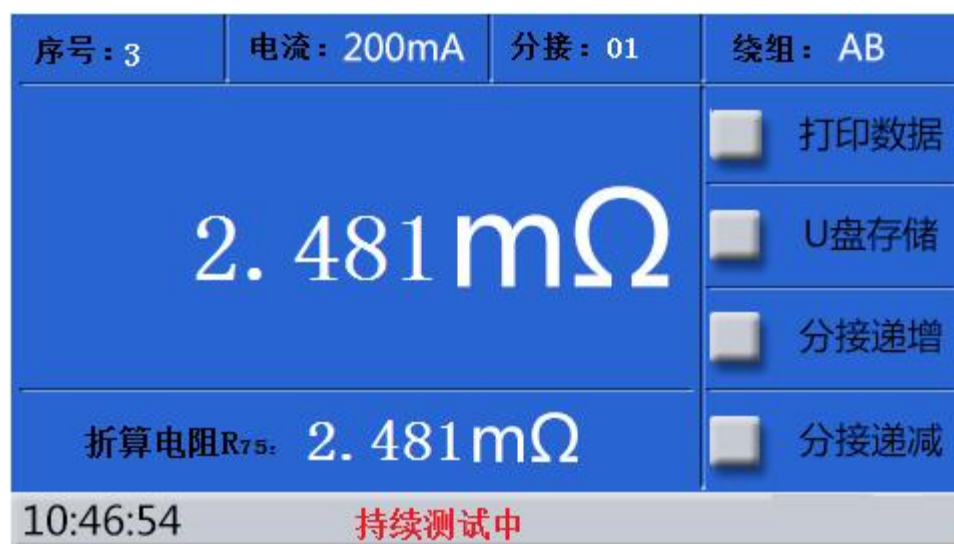 序号:3 电流:200mA 分接:01 绕组: AB
打印数据
2.481mΩ
U盘存储
分接递增
折算电阻R75: 2.481mΩ
分接递减
10:46:54 持续测试中